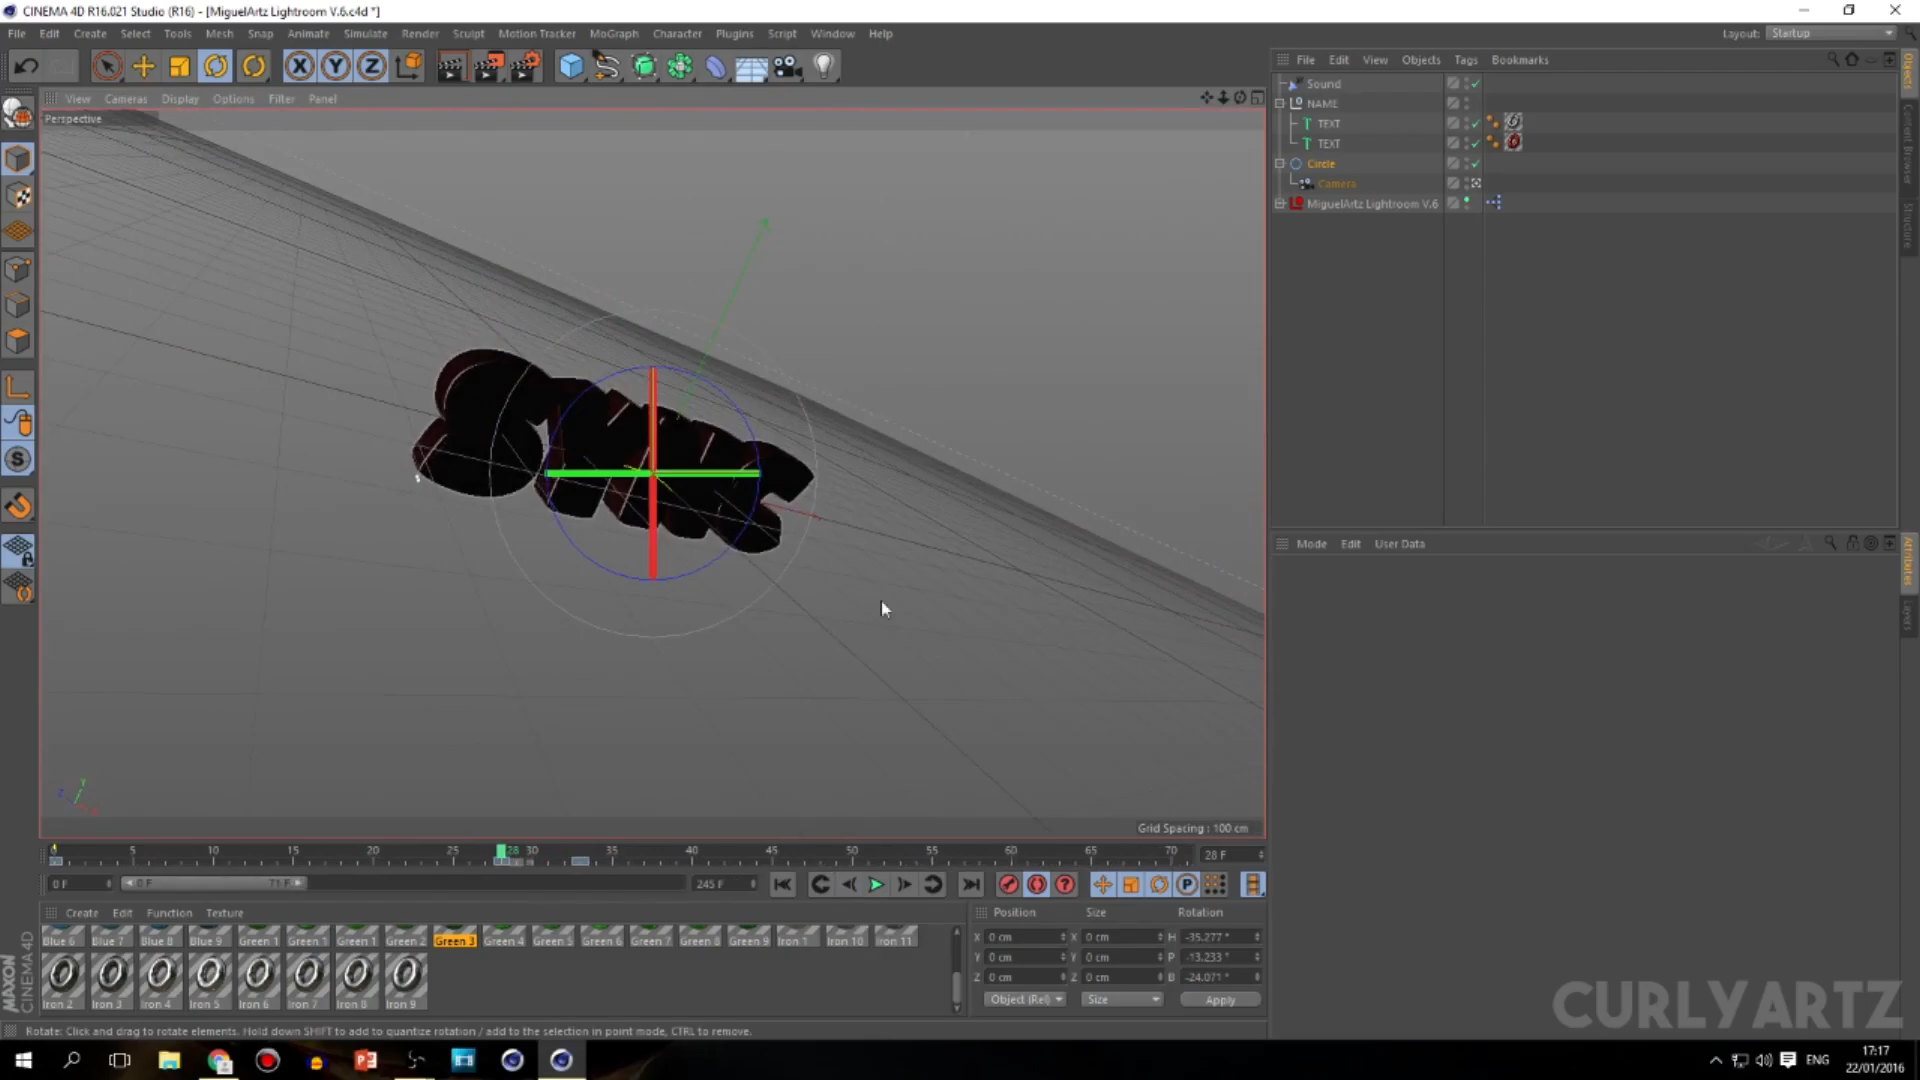 CINEMA 4D R16.021 Studio (R16) - [MiguelArtz Lightroom V.6.c4d *]
File Edit Create Select Tools Mesh Snap Animate Simulate Render Sculpt Motion Tracker MoGraph Character Plugins Script Window Help
Layout: Startup
File Edit View Objects Tags Bookmarks
Sound
NAME
TEXT
TEXT
Circle
Camera
MiguelArtz Lightroom V.6
Objects
Content Browser
Structure
View Cameras Display Options Filter Panel
Perspective
X Y Z
S
Mode Edit User Data
Attributes
Layers
Y
Z
X
Grid Spacing : 100 cm
0 5 10 15 20 25 28 30 35 40 45 50 55 60 65 70
28 F
0 F 0 F 71 F 245 F
P
Create Edit Function Texture
Position Size Rotation
Blue 6 Blue 7 Blue 8 Blue 9 Green 1 Green 1 Green 1 Green 2 Green 3 Green 4 Green 5 Green 6 Green 7 Green 8 Green 9 Iron 1 Iron 10 Iron 11
Iron 2 Iron 3 Iron 4 Iron 5 Iron 6 Iron 7 Iron 8 Iron 9
X 0 cm X 0 cm H -35.277 °
Y 0 cm Y 0 cm P -13.233 °
Z 0 cm Z 0 cm B -24.071 °
Object (Rel) Size Apply
MAXON
CINEMA 4D
CURLYARTZ
Rotate: Click and drag to rotate elements. Hold down SHIFT to add to quantize rotation / add to the selection in point mode, CTRL to remove.
ENG
17:17
22/01/2016